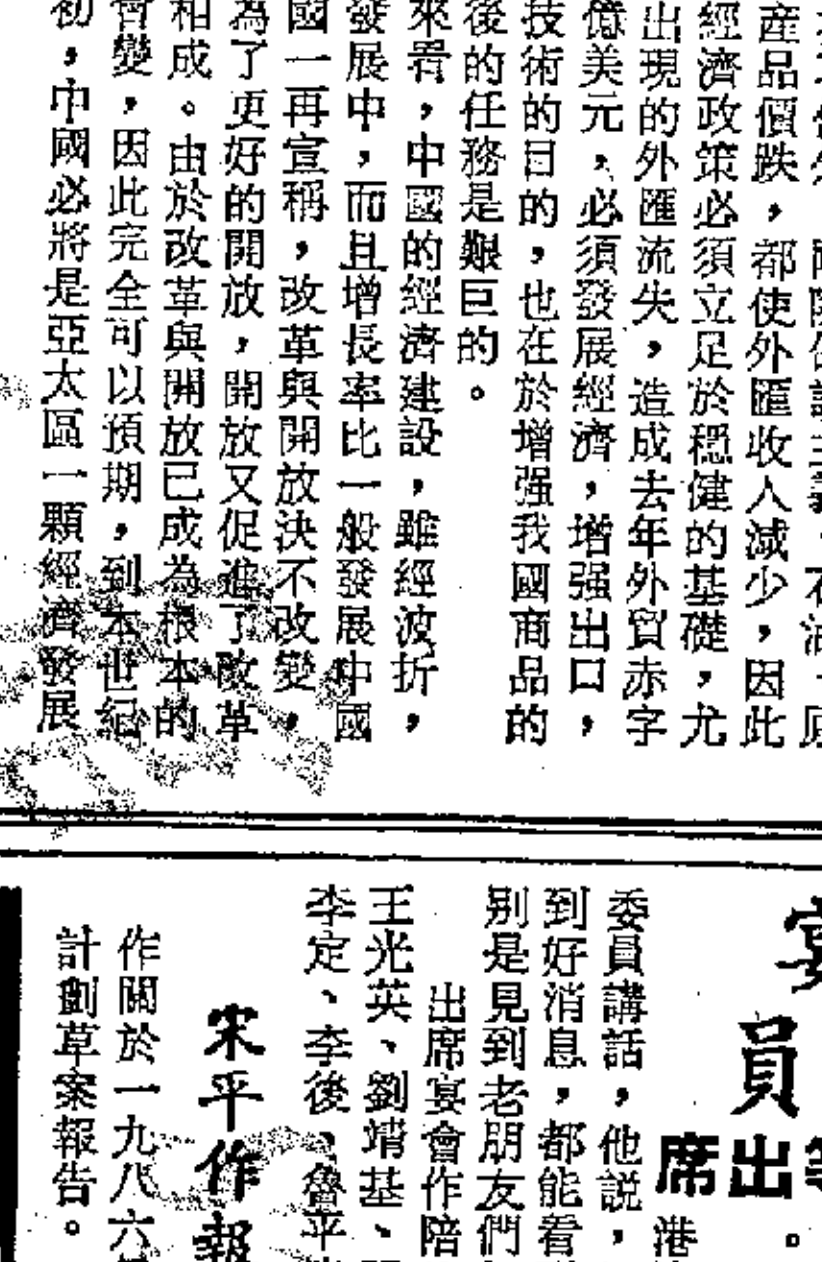 產品價跌，都使外匯收入減少，因此
經濟政策必須立足於穩健的基礎，尤
出現的外匯流失，造成去年外貿赤字
億美元，必須發展經濟，增强出口，
技術的目的，也在於增强我國商品的
後的任務是艱巨的。
來看，中國的經濟建設，雖經波折，
發展中，而且增長率比一般發展中國
國一再宣稱，改革與開放決不改變，
為了更好的開放，開放又促進了改革
相成。由於改革與開放已成為根本的
會變，因此完全可以預期，到本世紀
初，中國必將是亞太區一顆經濟發展
宴員
出
席
港
委員講話，他説，
到好消息，都能看
别是見到老朋友們
出席宴會作陪
王光英、劉靖基、
李定、李後、魯平
宋平作報
作關於一九八六
計劃草案報告。